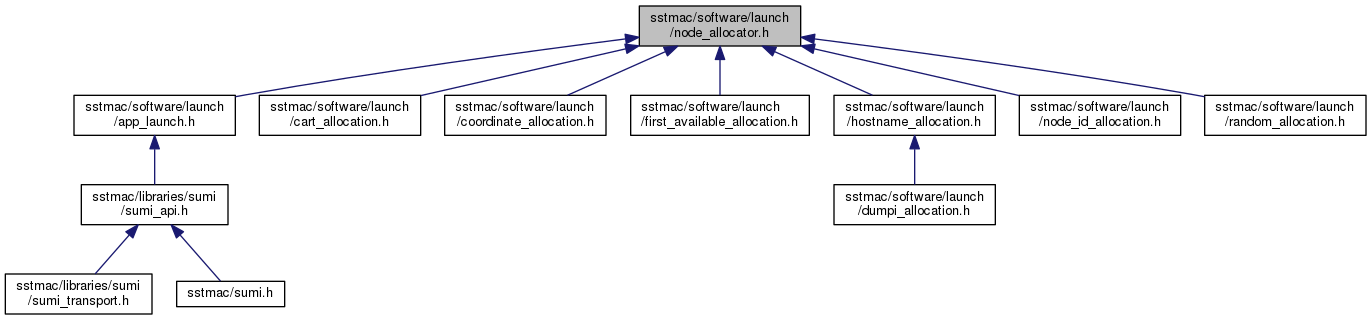 sstmac/software/launch
/node_allocator.h
sstmac/software/launch
/app_launch.h
sstmac/software/launch
/cart_allocation.h
sstmac/software/launch
/coordinate_allocation.h
sstmac/software/launch
/first_available_allocation.h
sstmac/software/launch
/hostname_allocation.h
sstmac/software/launch
/node_id_allocation.h
sstmac/software/launch
/random_allocation.h
sstmac/libraries/sumi
/sumi_api.h
sstmac/software/launch
/dumpi_allocation.h
sstmac/libraries/sumi
/sumi_transport.h
sstmac/sumi.h